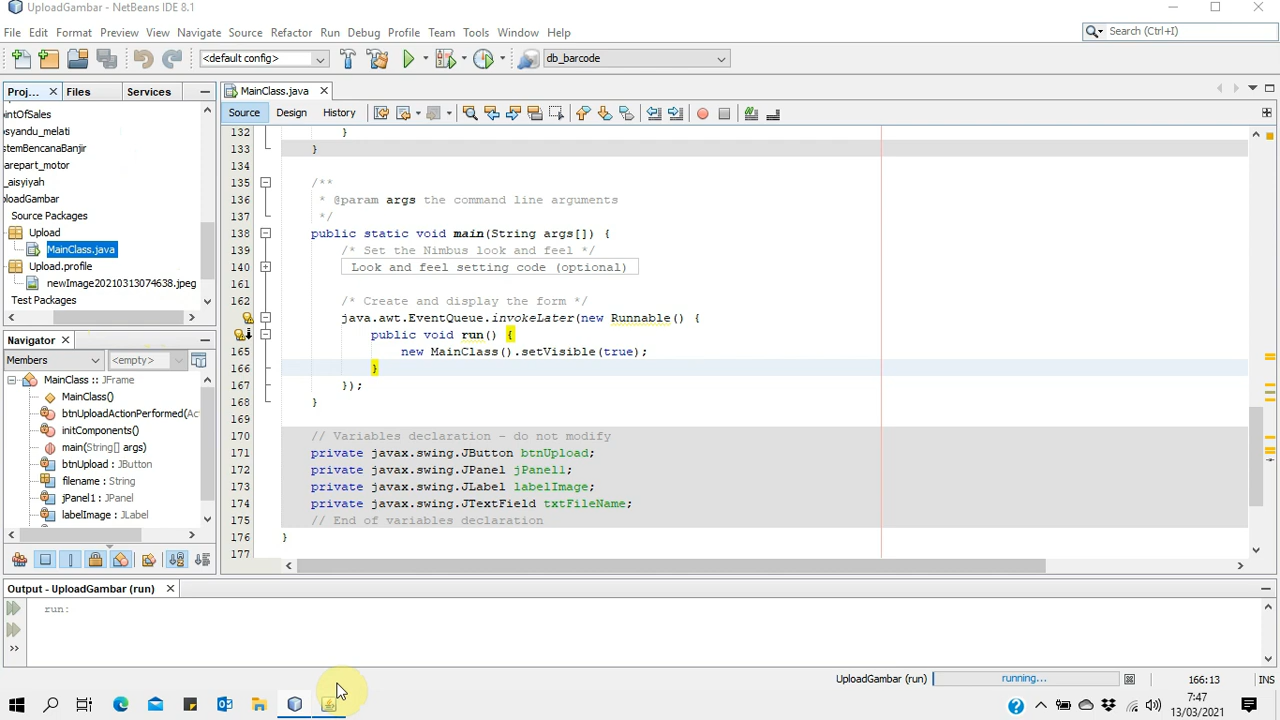 UploadGambar - NetBeans IDE 8.1
File Edit Format Preview View Navigate Source Refactor Run Debug Profile Team Tools Window Help
Search (Ctrl+I)
<default config>
db_barcode
Proj...
Files
Services
MainClass.java
Source Design History
ointOfSales
osyandu_melati
stemBencanaBanjir
arepart_motor
_aisyiyah
ploadGambar
Source Packages
Upload
MainClass.java
Upload.profile
newImage20210313074638.jpeg
Test Packages
Navigator
Members
<empty>
MainClass :: JFrame
MainClass()
btnUploadActionPerformed(Ac
initComponents()
main(String[] args)
btnUpload : JButton
filename : String
jPanel1 : JPanel
labelImage : JLabel
132 }
133 }
134
135 /**
136 * @param args the command line arguments
137 */
138 public static void main(String args[]) {
139 /* Set the Nimbus look and feel */
140 Look and feel setting code (optional)
161
162 /* Create and display the form */
java.awt.EventQueue.invokeLater(new Runnable() {
public void run() {
165 new MainClass().setVisible(true);
166 }
167 });
168 }
169
170 // Variables declaration - do not modify
171 private javax.swing.JButton btnUpload;
172 private javax.swing.JPanel jPanel1;
173 private javax.swing.JLabel labelImage;
174 private javax.swing.JTextField txtFileName;
175 // End of variables declaration
176 }
177
Output - UploadGambar (run)
run:
UploadGambar (run)
running...
166:13
INS
7:47
13/03/2021